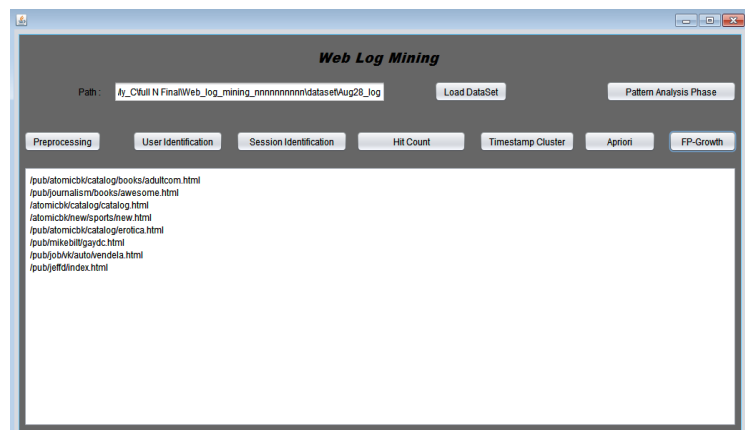 Web Log Mining
Path : /ly_C\full N Final\Web_log_mining_nnnnnnnnnn\dataset\Aug28_log Load DataSet Pattern Analysis Phase
Preprocessing User Identification Session Identification Hit Count Timestamp Cluster Apriori FP-Growth
/pub/atomicbk/catalog/books/adultcom.html
/pub/journalism/books/awesome.html
/atomicbk/catalog/catalog.html
/atomicbk/new/sports/new.html
/pub/atomicbk/catalog/erotica.html
/pub/mikebilt/gaydc.html
/pub/job/vk/auto/vendela.html
/pub/jeffd/index.html